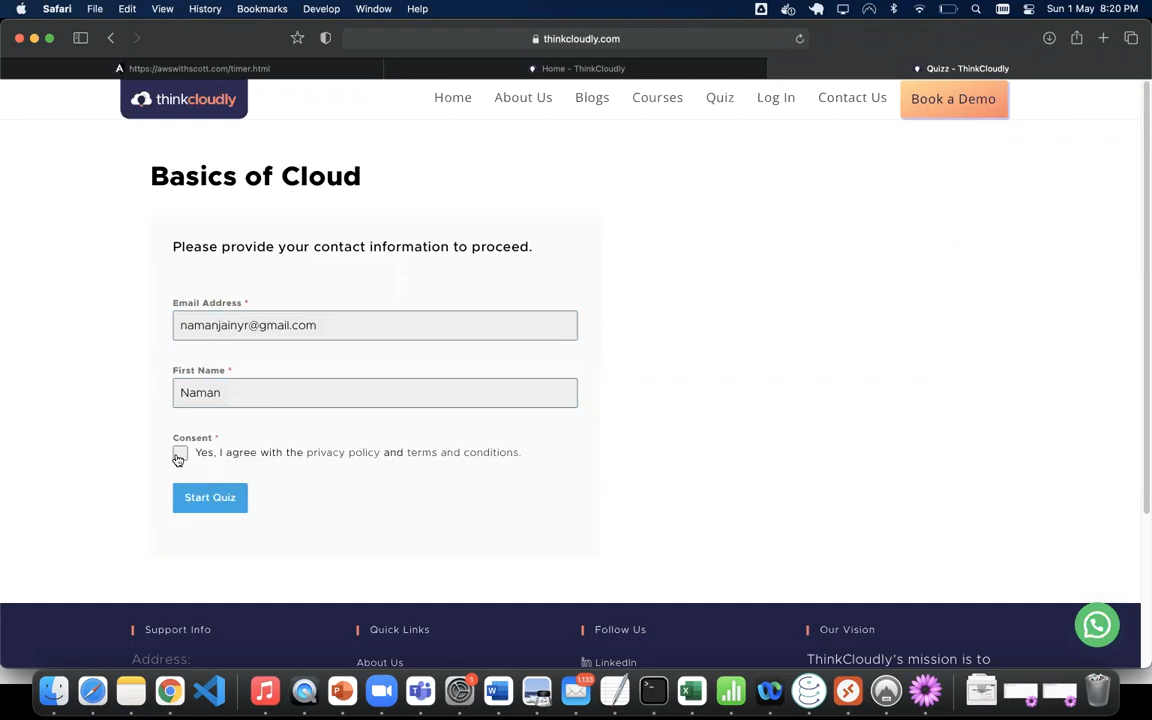 Safari File Edit View History Bookmarks Develop Window Help Sun 1 May 8:20 PM
thinkcloudly.com
https://awswithscott.com/timer.html Home - ThinkCloudly Quizz - ThinkCloudly
thinkcloudly Home About Us Blogs Courses Quiz Log In Contact Us Book a Demo
Basics of Cloud
Please provide your contact information to proceed.
Email Address *
namanjainyr@gmail.com
First Name *
Naman
Consent *
Yes, I agree with the privacy policy and terms and conditions.
Start Quiz
Support Info Quick Links Follow Us Our Vision
Address: About Us LinkedIn ThinkCloudly's mission is to
1 1,133